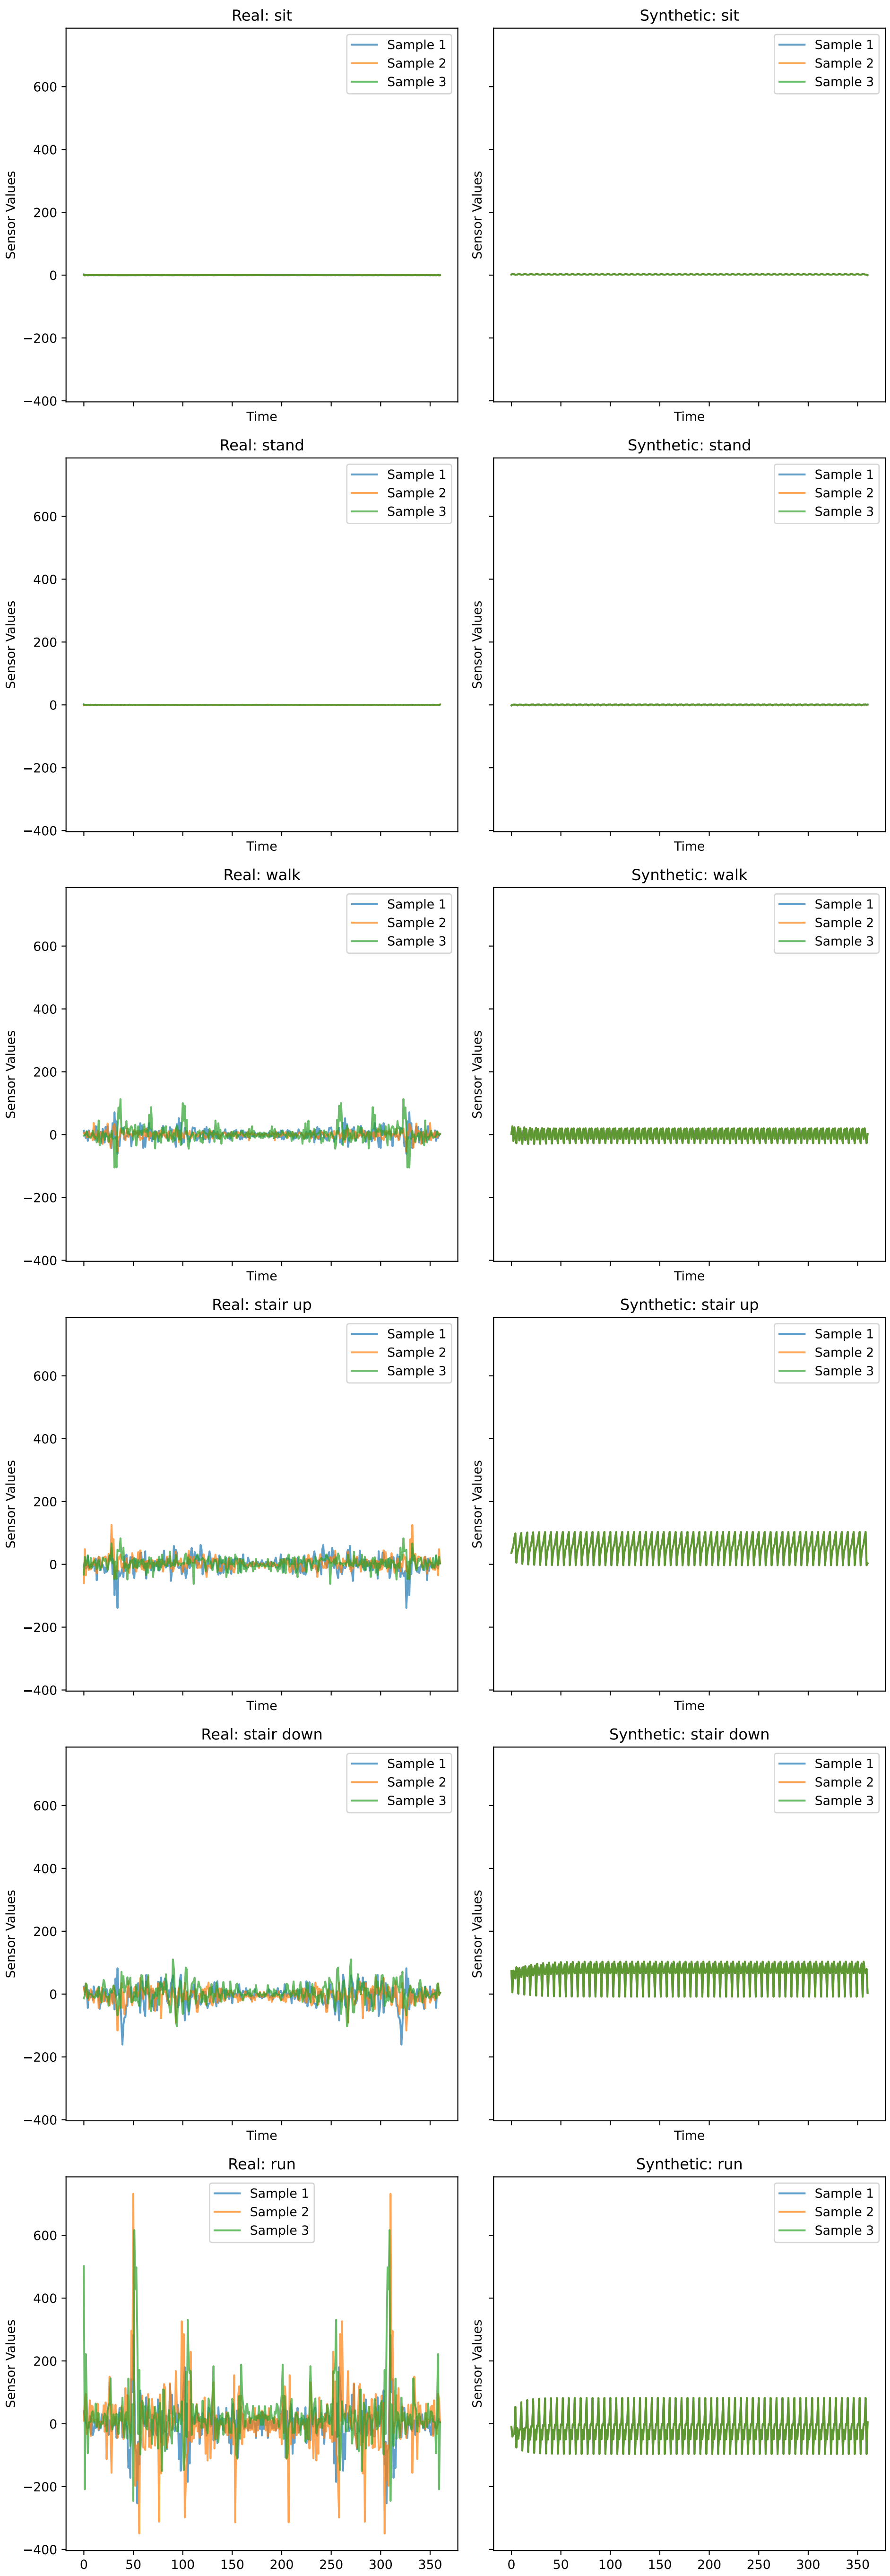 Real: sit
Synthetic: sit
Sample 1
Sample 2
Sample 3
Sample 1
Sample 2
Sample 3
600
400
200
0
−200
−400
Sensor Values
Sensor Values
Time
Time
Real: stand
Synthetic: stand
Sample 1
Sample 2
Sample 3
Sample 1
Sample 2
Sample 3
600
400
200
0
−200
−400
Sensor Values
Sensor Values
Time
Time
Real: walk
Synthetic: walk
Sample 1
Sample 2
Sample 3
Sample 1
Sample 2
Sample 3
600
400
200
0
−200
−400
Sensor Values
Sensor Values
Time
Time
Real: stair up
Synthetic: stair up
Sample 1
Sample 2
Sample 3
Sample 1
Sample 2
Sample 3
600
400
200
0
−200
−400
Sensor Values
Sensor Values
Time
Time
Real: stair down
Synthetic: stair down
Sample 1
Sample 2
Sample 3
Sample 1
Sample 2
Sample 3
600
400
200
0
−200
−400
Sensor Values
Sensor Values
Time
Time
Real: run
Synthetic: run
Sample 1
Sample 2
Sample 3
Sample 1
Sample 2
Sample 3
600
400
200
0
−200
−400
Sensor Values
Sensor Values
0 50 100 150 200 250 300 350
0 50 100 150 200 250 300 350